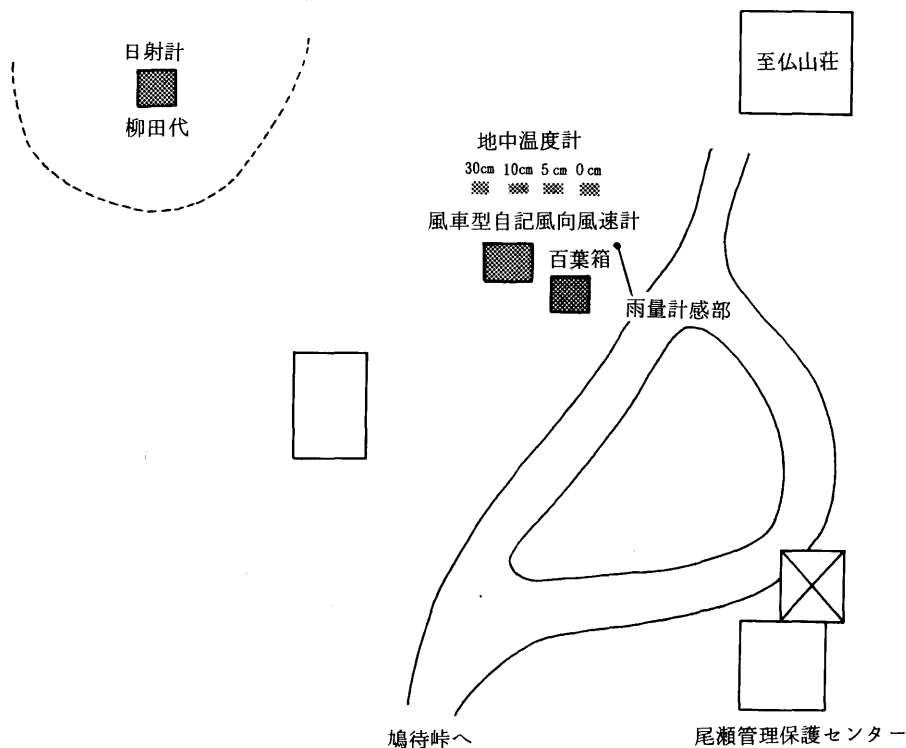 日射計
柳田代
至仏山荘
地中温度計
30cm 10cm 5cm 0cm
風車型自記風向風速計
百葉箱
雨量計感部
鳩待峠へ
尾瀬管理保護センター